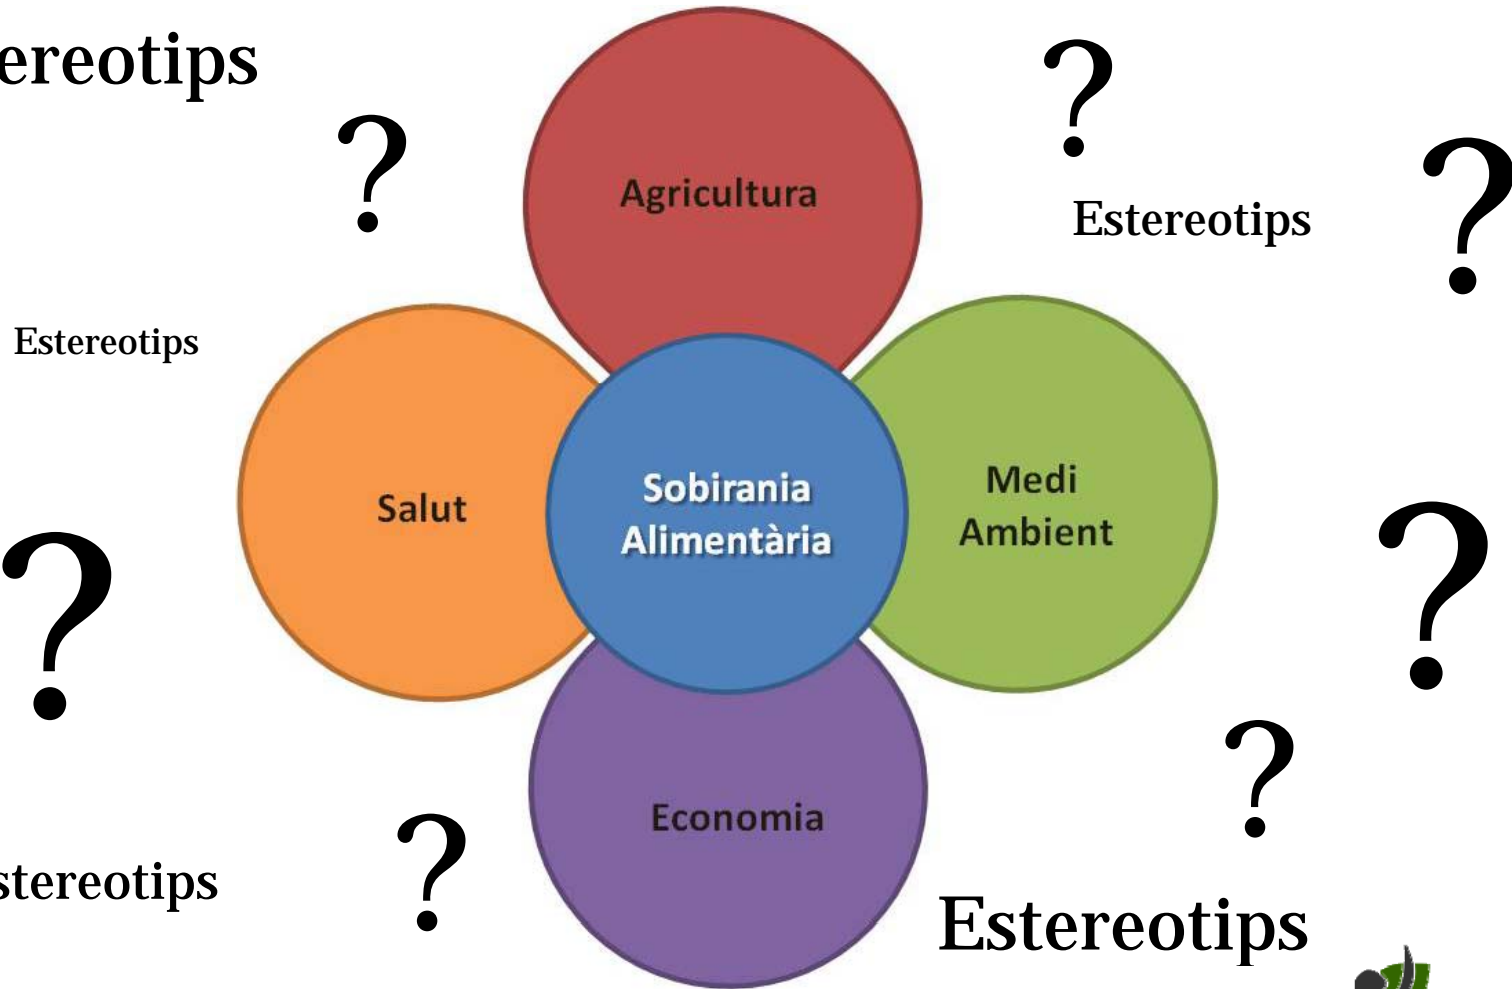 ereotips
?
?
Agricultura
?
Estereotips
Estereotips
Salut
Sobirania
Alimentària
Medi
Ambient
?
?
?
Economia
?
stereotips
Estereotips